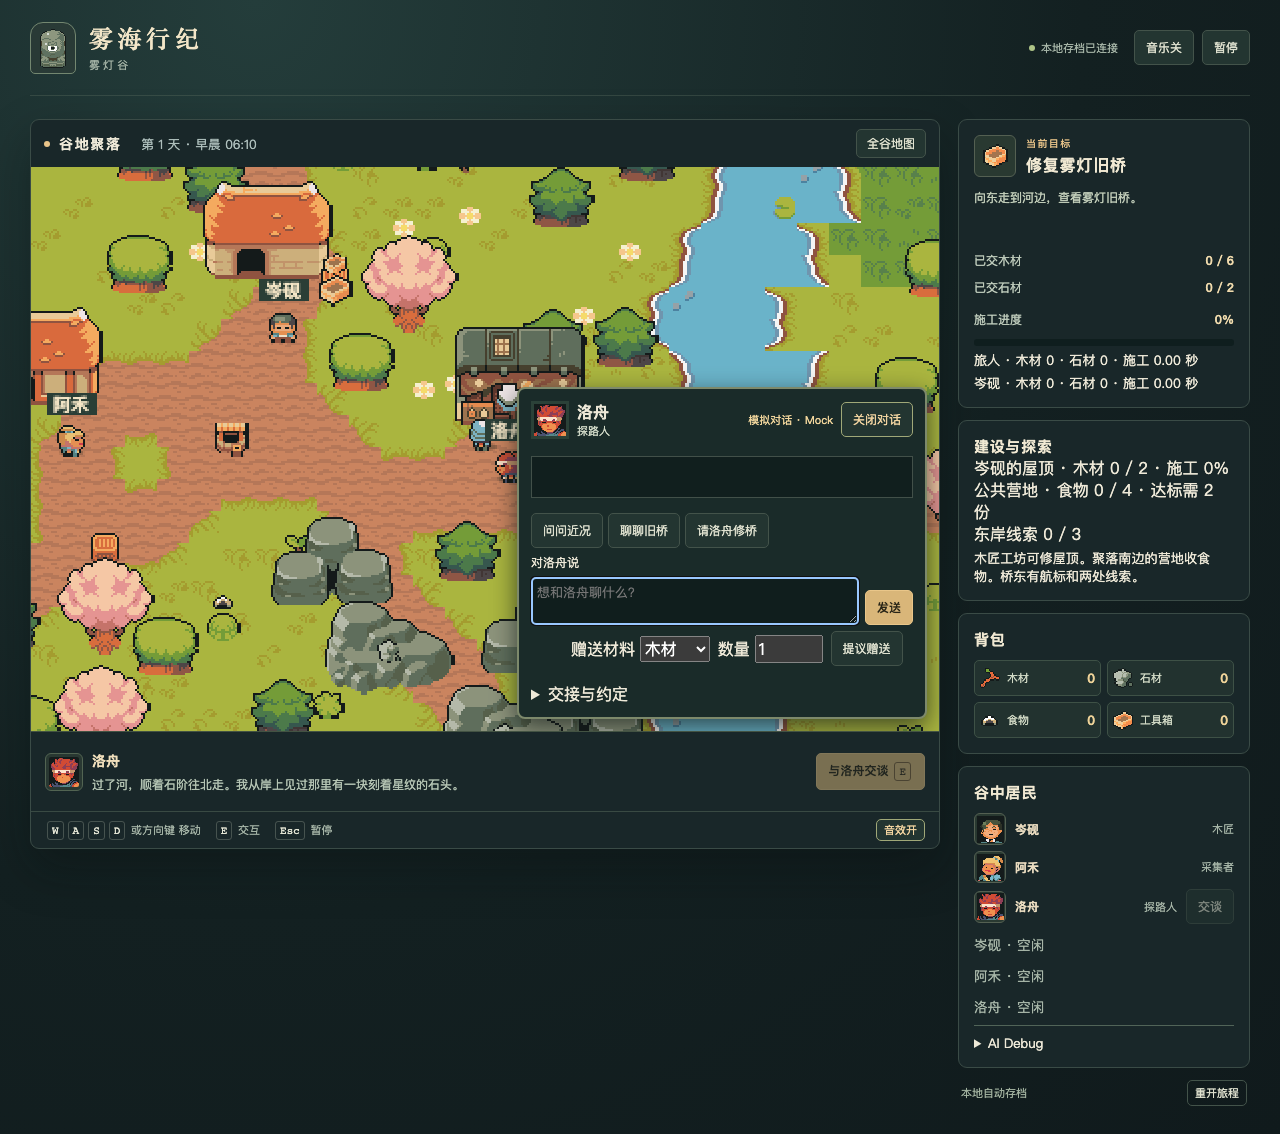 雾海行纪
雾灯谷
本地存档已连接
音乐关
暂停
谷地聚落
第 1 天 · 早晨 06:10
全谷地图
岑砚
阿禾
洛舟
探路人
模拟对话 · Mock
关闭对话
问问近况
聊聊旧桥
请洛舟修桥
对洛舟说
想和洛舟聊什么?
发送
赠送材料
木材
数量
1
提议赠送
交接与约定
洛舟
过了河，顺着石阶往北走。我从岸上见过那里有一块刻着星纹的石头。
与洛舟交谈 E
W A S D 或方向键 移动 E 交互 Esc 暂停
音效开
当前目标
修复雾灯旧桥
向东走到河边，查看雾灯旧桥。
已交木材 0 / 6
已交石材 0 / 2
施工进度 0%
旅人 · 木材 0 · 石材 0 · 施工 0.00 秒
岑砚 · 木材 0 · 石材 0 · 施工 0.00 秒
建设与探索
岑砚的屋顶 · 木材 0 / 2 · 施工 0%
公共营地 · 食物 0 / 4 · 达标需 2
份
东岸线索 0 / 3
木匠工坊可修屋顶。聚落南边的营地收食
物。桥东有航标和两处线索。
背包
木材 0
石材 0
食物 0
工具箱 0
谷中居民
岑砚 木匠
阿禾 采集者
洛舟 探路人 交谈
岑砚 · 空闲
阿禾 · 空闲
洛舟 · 空闲
AI Debug
本地自动存档
重开旅程